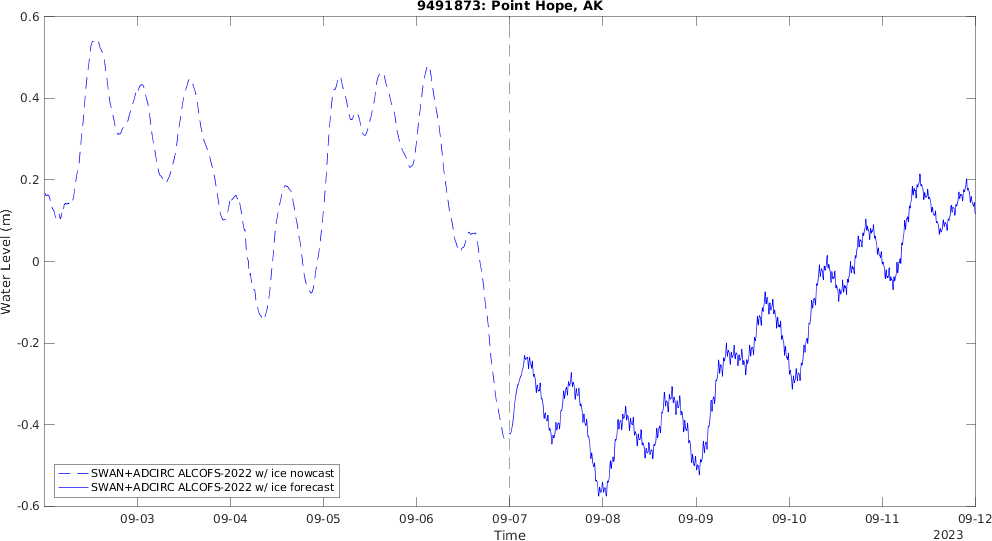 9491873: Point Hope, AK
0.6
0.4
0.2
0
-0.2
-0.4
-0.6
Water Level (m)
SWAN+ADCIRC ALCOFS-2022 w/ ice nowcast
SWAN+ADCIRC ALCOFS-2022 w/ ice forecast
09-03 09-04 09-05 09-06 09-07 09-08 09-09 09-10 09-11 09-12
Time
2023